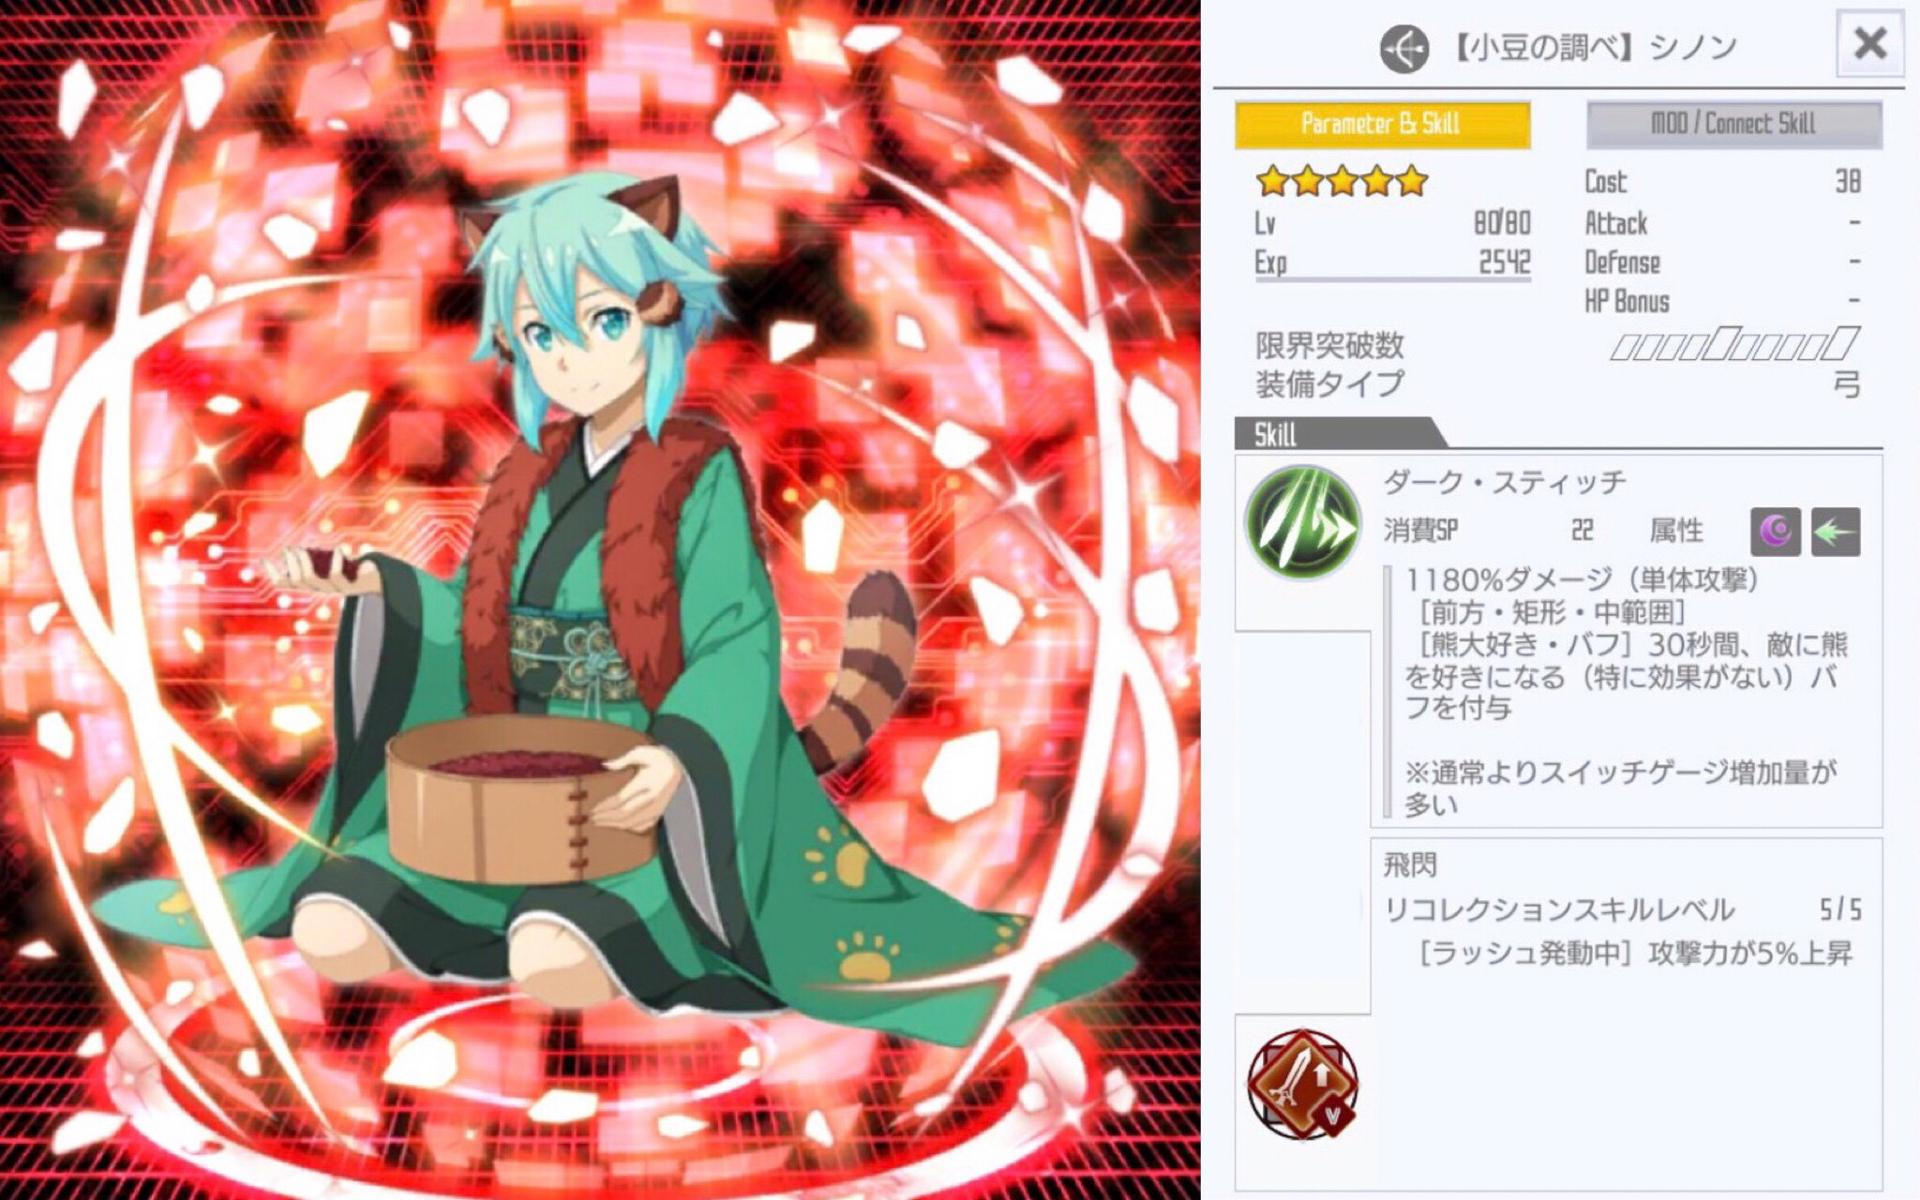 【小豆の調べ】シノン
Parameter & Skill
MOD / Connect Skill
Lv 80/80
Exp 2542
Cost 38
Attack -
Defense -
HP Bonus -
限界突破数
装備タイプ 弓
Skill
ダーク・スティッチ
消費SP 22 属性
1180%ダメージ（単体攻撃）
［前方・矩形・中範囲］
［熊大好き・バフ］30秒間、敵に熊
を好きになる（特に効果がない）バ
フを付与
※通常よりスイッチゲージ増加量が
多い
飛閃
リコレクションスキルレベル 5/5
［ラッシュ発動中］攻撃力が5%上昇
V